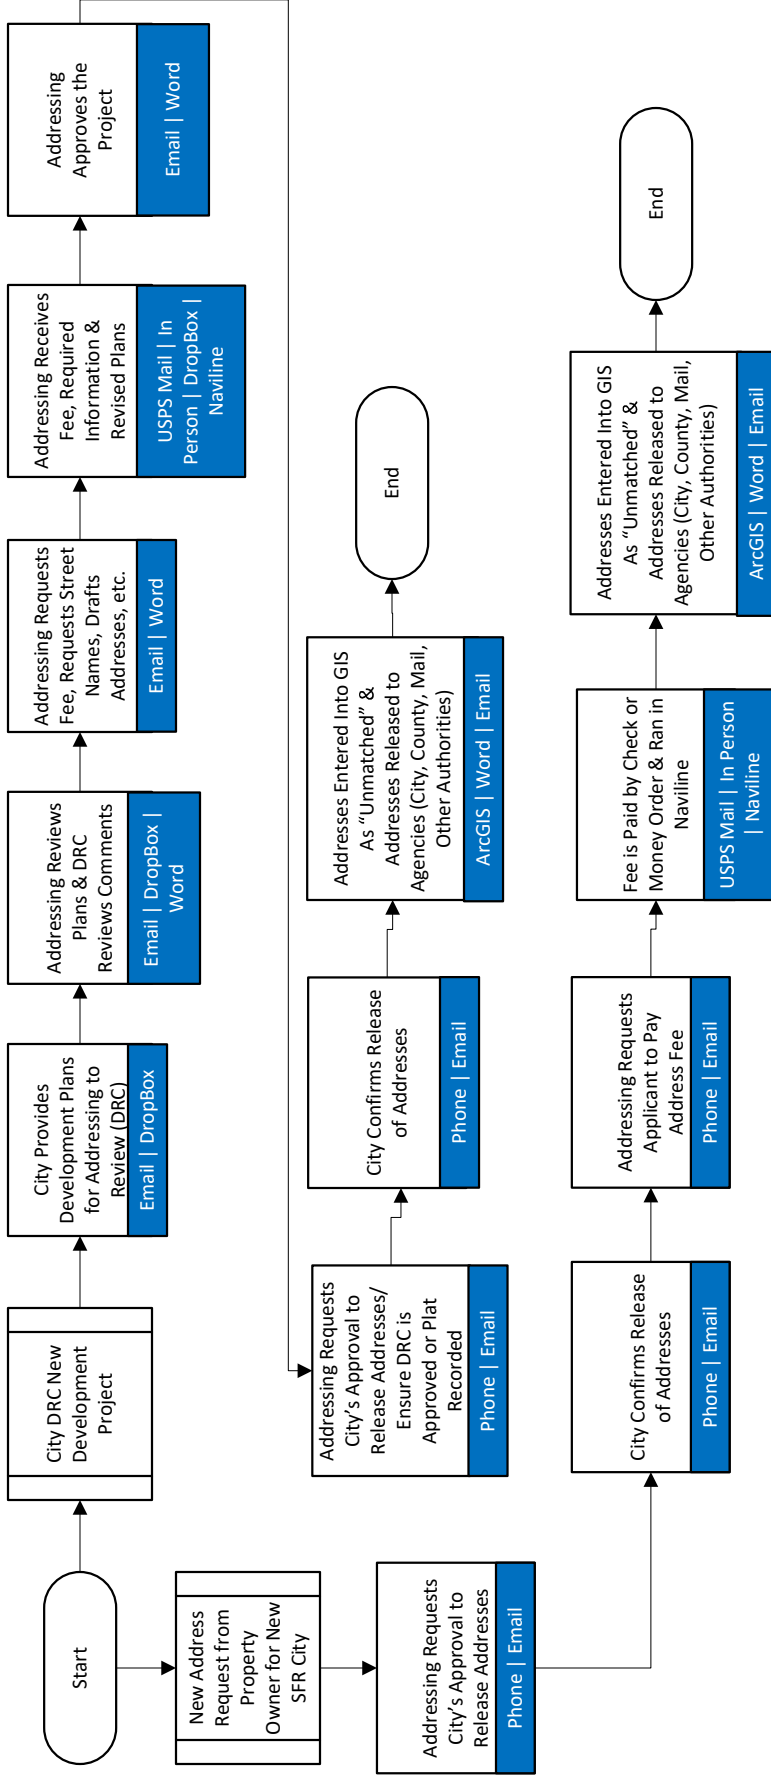 Start
City DRC New
Development
Project
City Provides
Development Plans
for Addressing to
Review (DRC)
Email | DropBox
Addressing Reviews
Plans & DRC
Reviews Comments
Email | DropBox |
Word
Addressing Requests
Fee, Requests Street
Names, Drafts
Addresses, etc.
Email | Word
Addressing Receives
Fee, Required
Information &
Revised Plans
USPS Mail | In
Person | DropBox |
Naviline
Addressing
Approves the
Project
Email | Word
Addressing Requests
City’s Approval to
Release Addresses/
Ensure DRC is
Approved or Plat
Recorded
Phone | Email
City Confirms Release
of Addresses
Phone | Email
Addresses Entered Into GIS
As “Unmatched” &
Addresses Released to
Agencies (City, County, Mail,
Other Authorities)
ArcGIS | Word | Email
End
New Address
Request from
Property
Owner for New
SFR City
Addressing Requests
City’s Approval to
Release Addresses
Phone | Email
City Confirms Release
of Addresses
Phone | Email
Addressing Requests
Applicant to Pay
Address Fee
Phone | Email
Fee is Paid by Check or
Money Order & Ran in
Naviline
USPS Mail | In Person
| Naviline
Addresses Entered Into GIS
As “Unmatched” &
Addresses Released to
Agencies (City, County, Mail,
Other Authorities)
ArcGIS | Word | Email
End